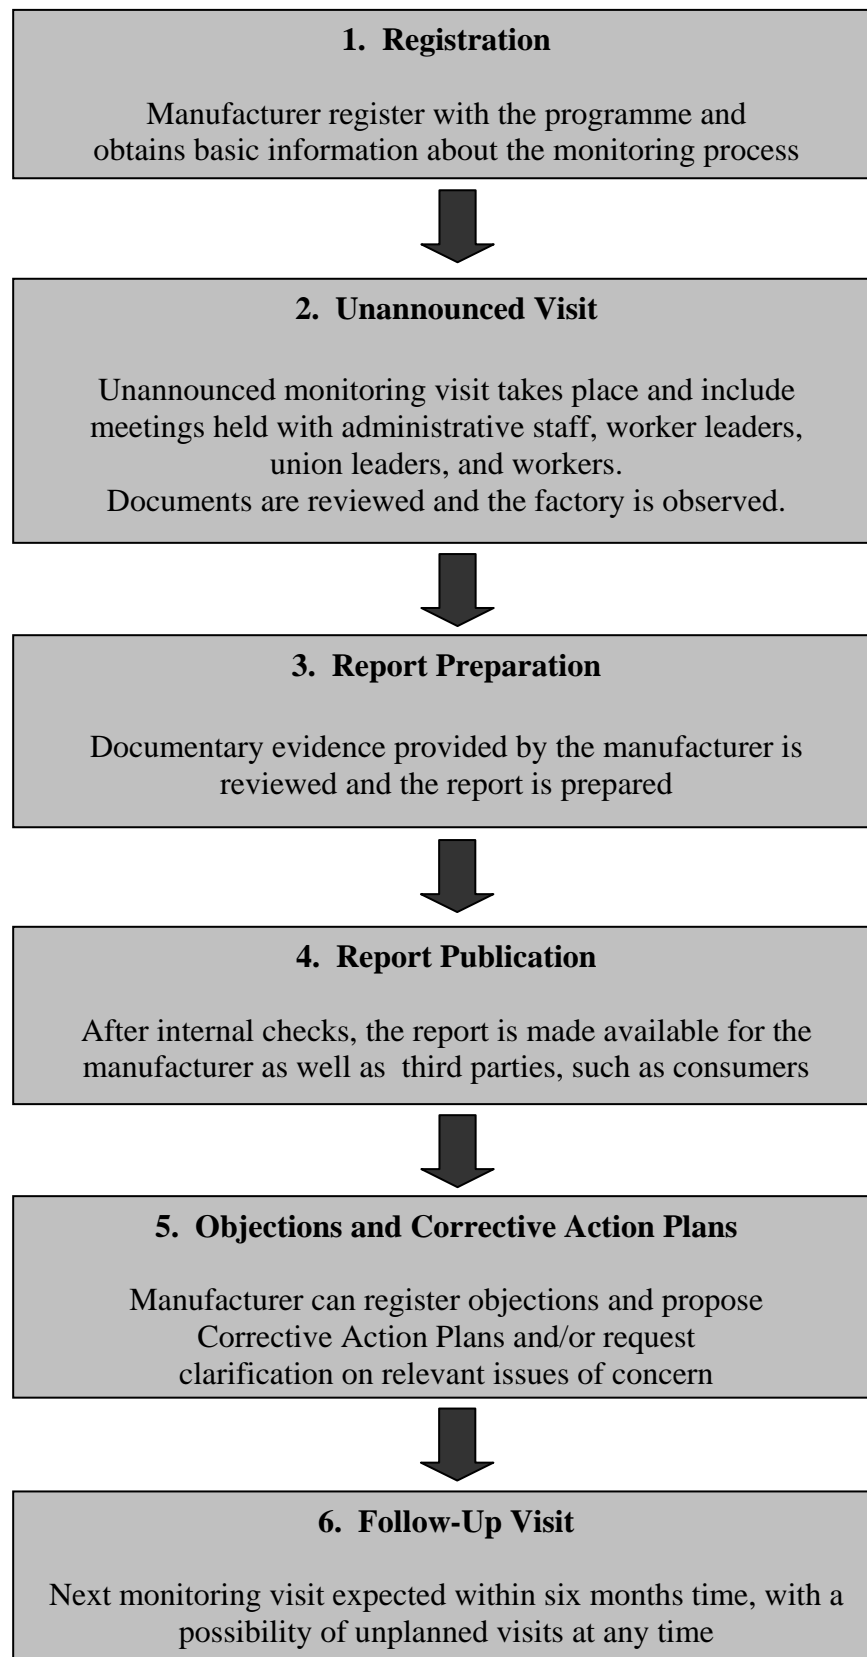 1. Registration
Manufacturer register with the programme and
obtains basic information about the monitoring process
2. Unannounced Visit
Unannounced monitoring visit takes place and include
meetings held with administrative staff, worker leaders,
union leaders, and workers.
Documents are reviewed and the factory is observed.
3. Report Preparation
Documentary evidence provided by the manufacturer is
reviewed and the report is prepared
4. Report Publication
After internal checks, the report is made available for the
manufacturer as well as third parties, such as consumers
5. Objections and Corrective Action Plans
Manufacturer can register objections and propose
Corrective Action Plans and/or request
clarification on relevant issues of concern
6. Follow-Up Visit
Next monitoring visit expected within six months time, with a
possibility of unplanned visits at any time